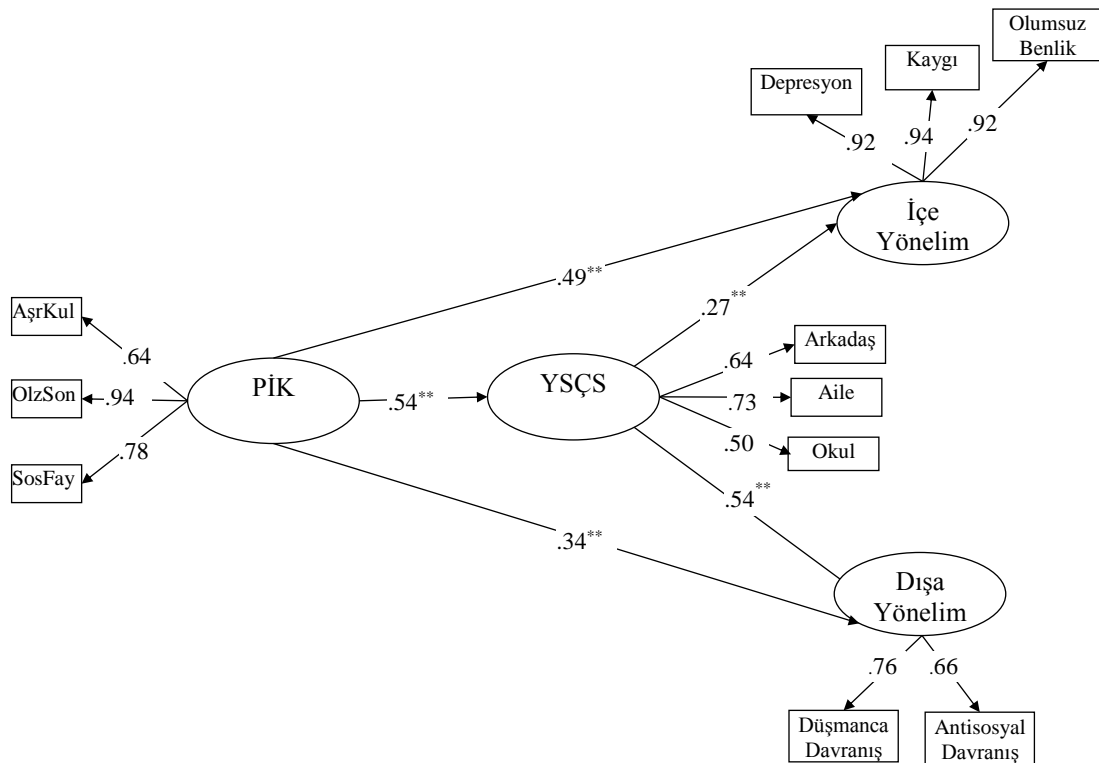 Olumsuz
Benlik
Kaygı
Depresyon
.92
.94
.92
İçe
Yönelim
.49**
.27**
AşrKul
.64
PİK
OlzSon
.94
.54**
YSÇS
.64
Arkadaş
.73
Aile
.50
Okul
.78
SosFay
.54**
.34**
Dışa
Yönelim
.76
.66
Düşmanca
Davranış
Antisosyal
Davranış